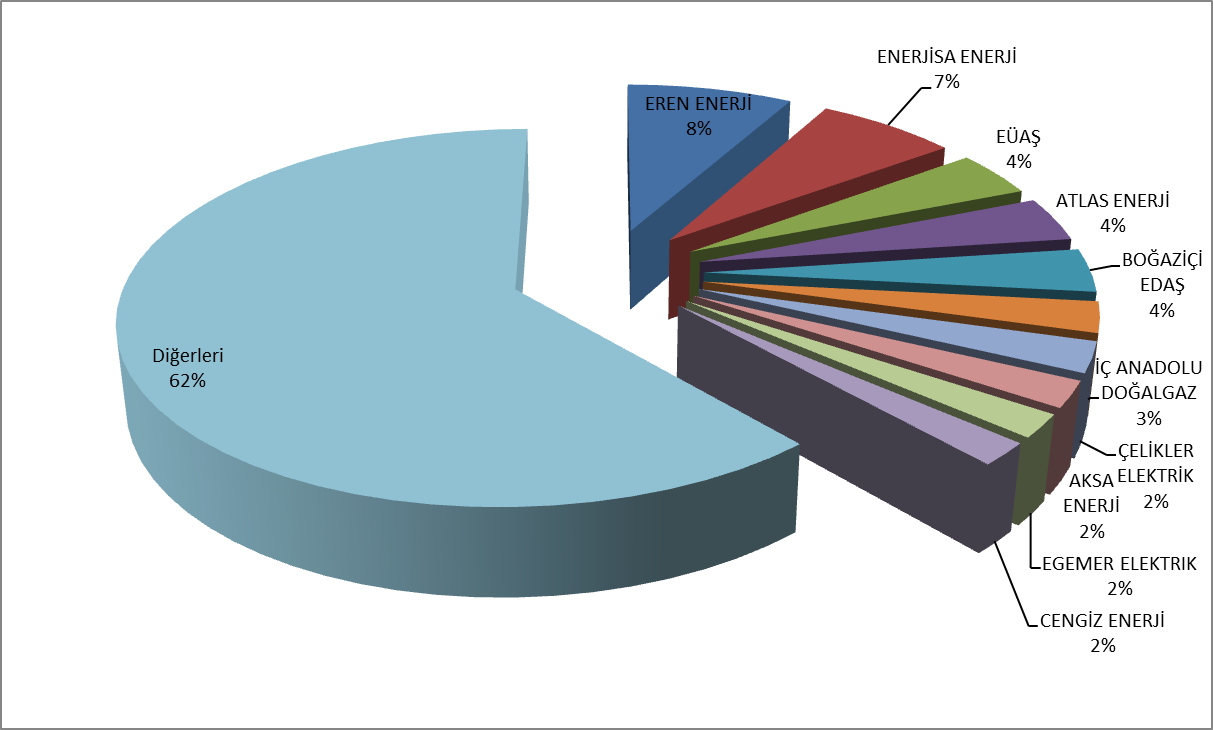 EREN ENERJİ
8%
ENERJİSA ENERJİ
7%
EÜAŞ
4%
ATLAS ENERJİ
4%
BOĞAZİÇİ
EDAŞ
4%
İÇ ANADOLU
DOĞALGAZ
3%
ÇELİKLER
ELEKTRİK
2%
AKSA
ENERJİ
2%
EGEMER ELEKTRIK
2%
CENGİZ ENERJİ
2%
Diğerleri
62%